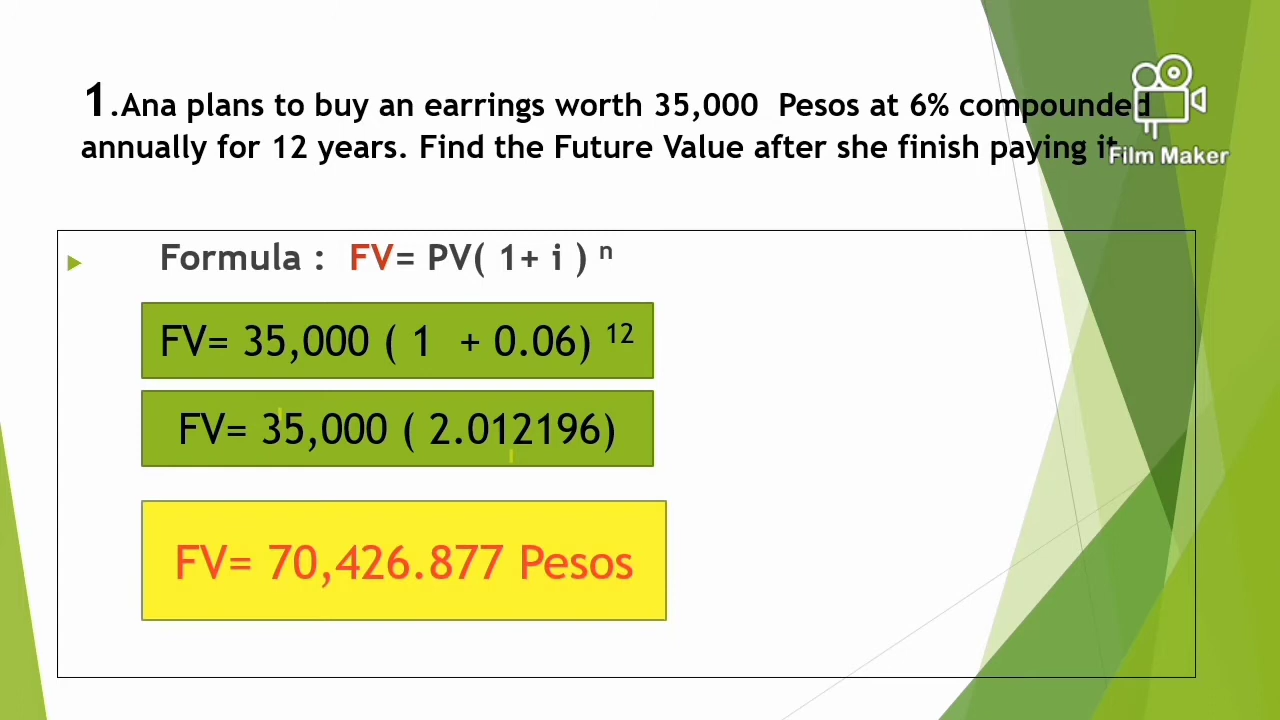 1.Ana plans to buy an earrings worth 35,000 Pesos at 6% compounded
annually for 12 years. Find the Future Value after she finish paying it.
Film Maker
Formula : FV= PV( 1+ i ) ⁿ
FV= 35,000 ( 1 + 0.06) ¹²
FV= 35,000 ( 2.012196)
FV= 70,426.877 Pesos